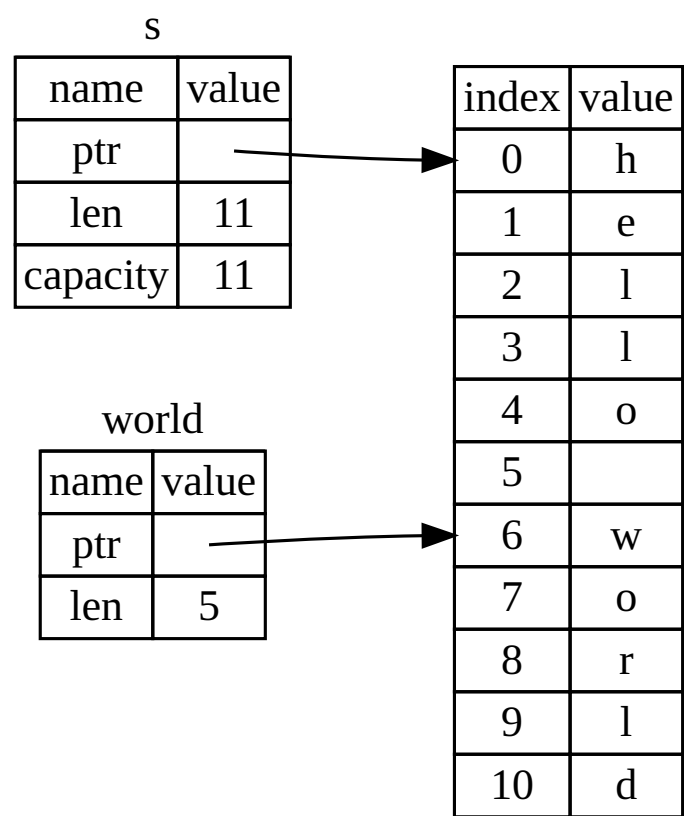 s
name value
ptr
len 11
capacity 11
world
name value
ptr
len 5
index value
0 h
1 e
2 l
3 l
4 o
5
6 w
7 o
8 r
9 l
10 d